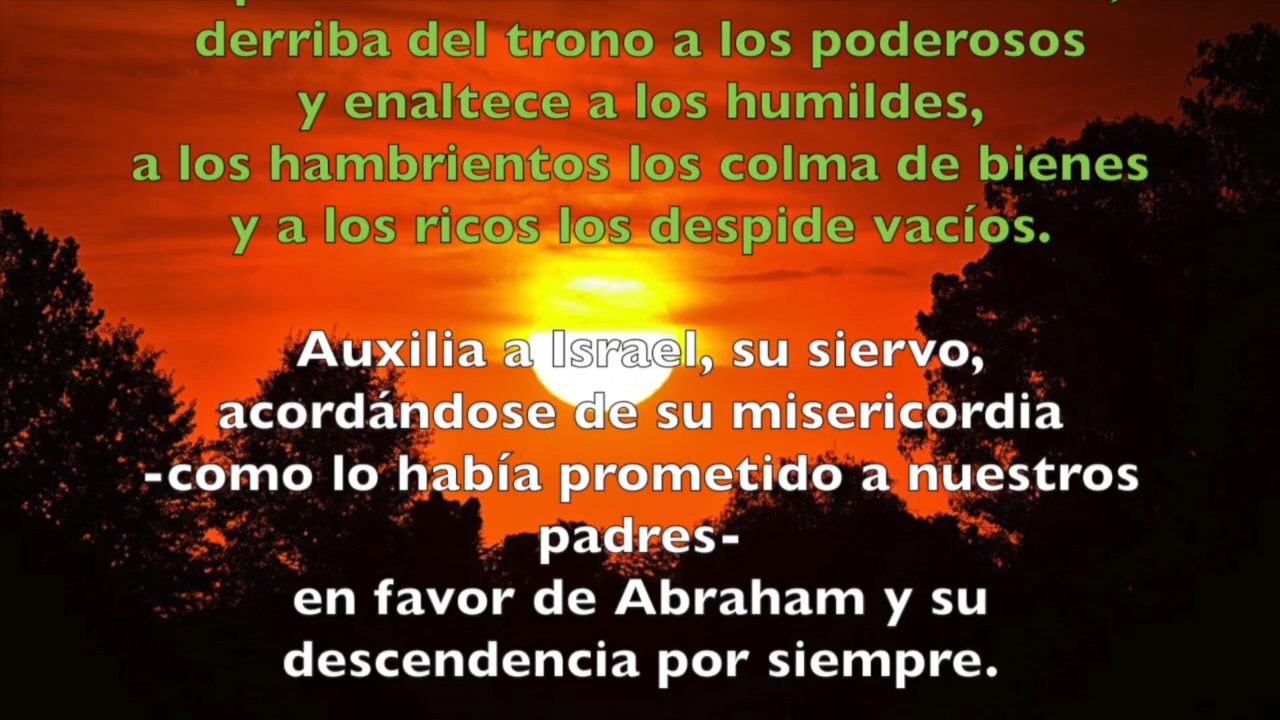 derriba del trono a los poderosos
y enaltece a los humildes,
a los hambrientos los colma de bienes
y a los ricos los despide vacíos.
Auxilia a Israel, su siervo,
acordándose de su misericordia
-como lo había prometido a nuestros
padres-
en favor de Abraham y su
descendencia por siempre.